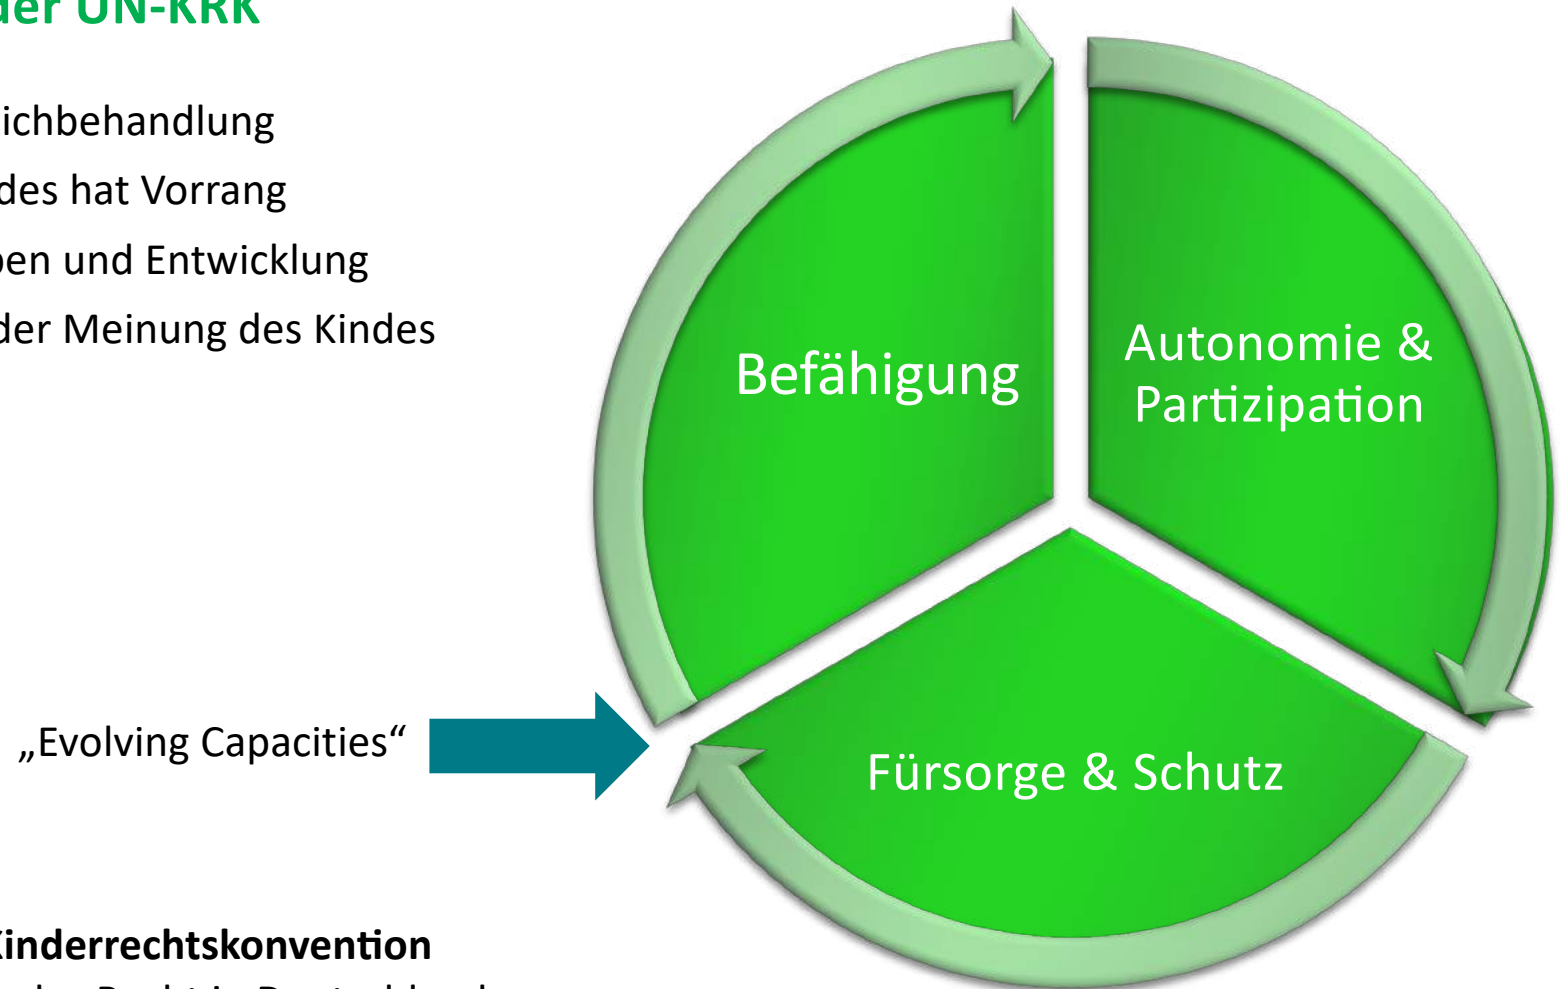 der UN-KRK
ichbehandlung
des hat Vorrang
en und Entwicklung
der Meinung des Kindes
Befähigung
Autonomie &
Partizipation
„Evolving Capacities“
Fürsorge & Schutz
Kinderrechtskonvention